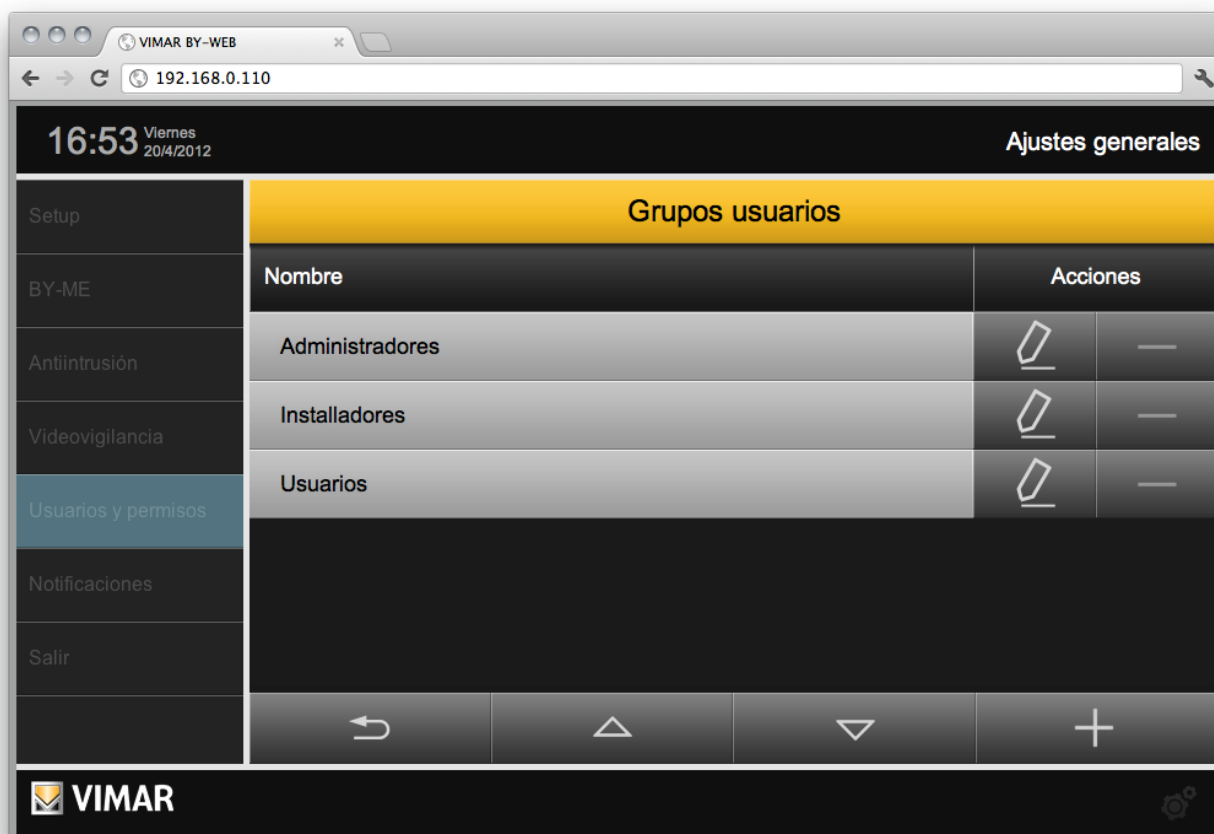 VIMAR BY-WEB
192.168.0.110
16:53 Viernes
20/4/2012
Ajustes generales
Setup
BY-ME
Antiintrusión
Videovigilancia
Usuarios y permisos
Notificaciones
Salir
Grupos usuarios
Nombre Acciones
Administradores
Installadores
Usuarios
VIMAR